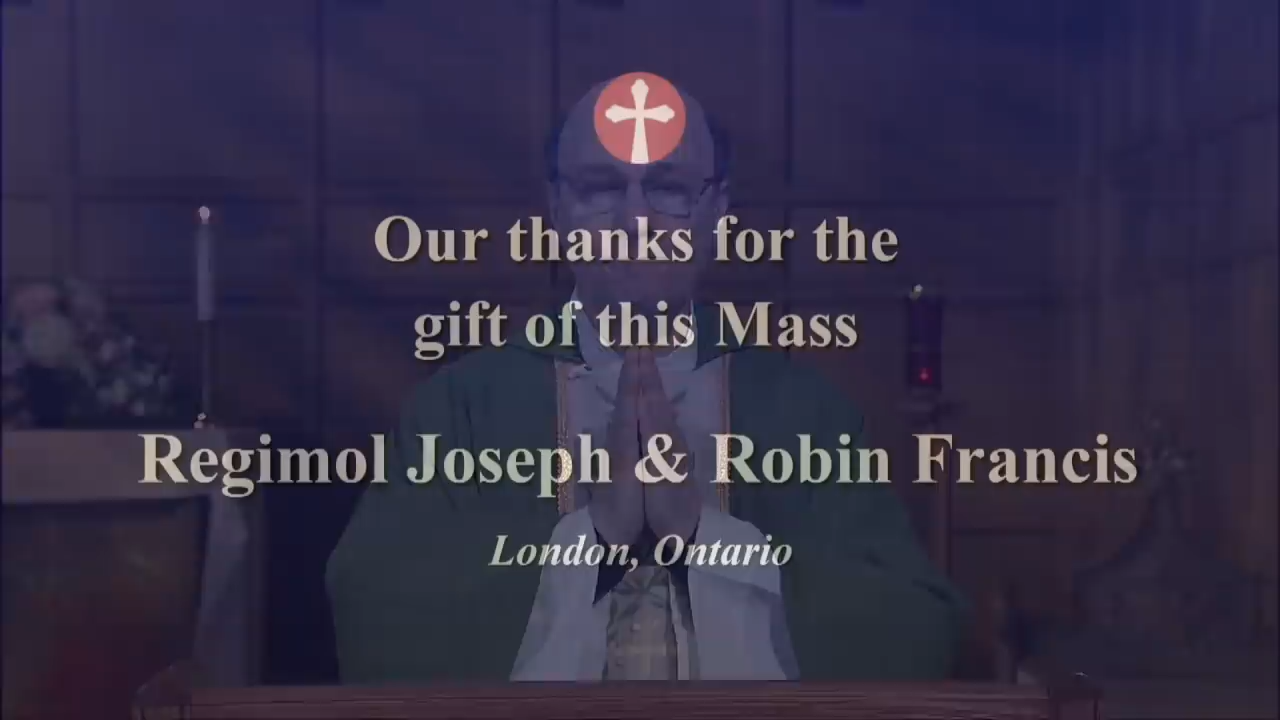 Our thanks for the
gift of this Mass
Regimol Joseph & Robin Francis
London, Ontario